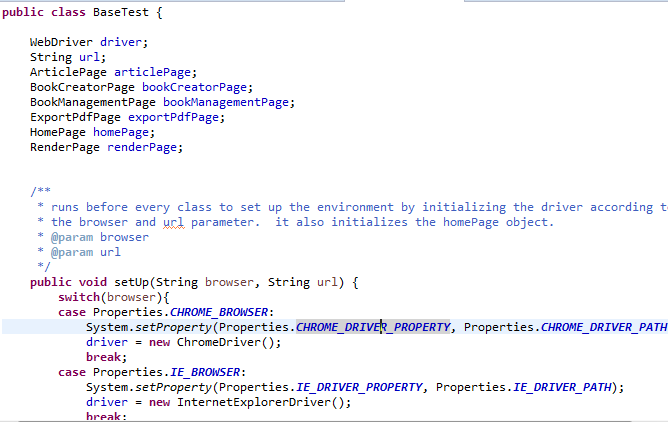 public class BaseTest {
WebDriver driver;
String url;
ArticlePage articlePage;
BookCreatorPage bookCreatorPage;
BookManagementPage bookManagementPage;
ExportPdfPage exportPdfPage;
HomePage homePage;
RenderPage renderPage;
/**
* runs before every class to set up the environment by initializing the driver according to
* the browser and url parameter.  it also initializes the homePage object.
* @param browser
* @param url
*/
public void setUp(String browser, String url) {
switch(browser){
case Properties.CHROME_BROWSER:
System.setProperty(Properties.CHROME_DRIVER_PROPERTY, Properties.CHROME_DRIVER_PATH
driver = new ChromeDriver();
break;
case Properties.IE_BROWSER:
System.setProperty(Properties.IE_DRIVER_PROPERTY, Properties.IE_DRIVER_PATH);
driver = new InternetExplorerDriver();
break;